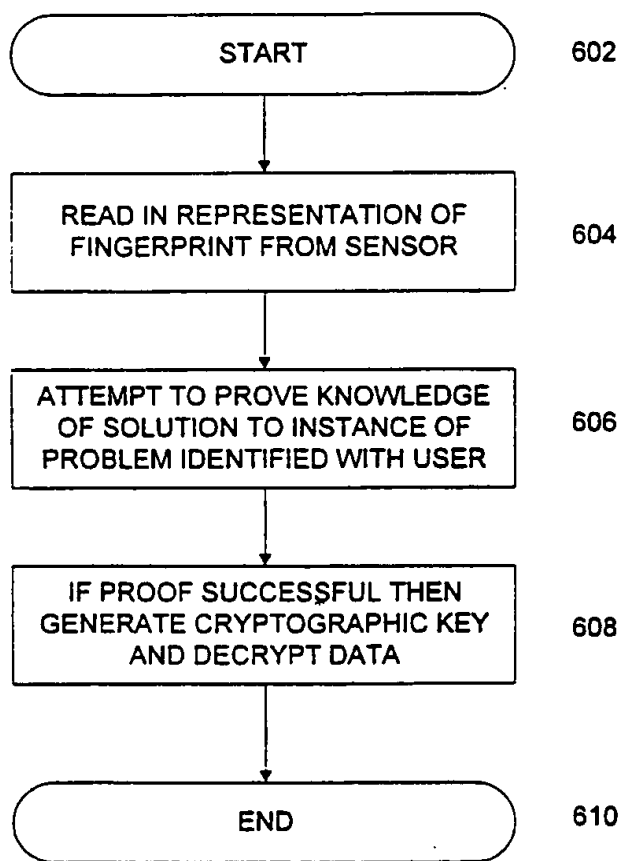 START
602
READ IN REPRESENTATION OF
FINGERPRINT FROM SENSOR
604
ATTEMPT TO PROVE KNOWLEDGE
OF SOLUTION TO INSTANCE OF
PROBLEM IDENTIFIED WITH USER
606
IF PROOF SUCCESSFUL THEN
GENERATE CRYPTOGRAPHIC KEY
AND DECRYPT DATA
608
END
610